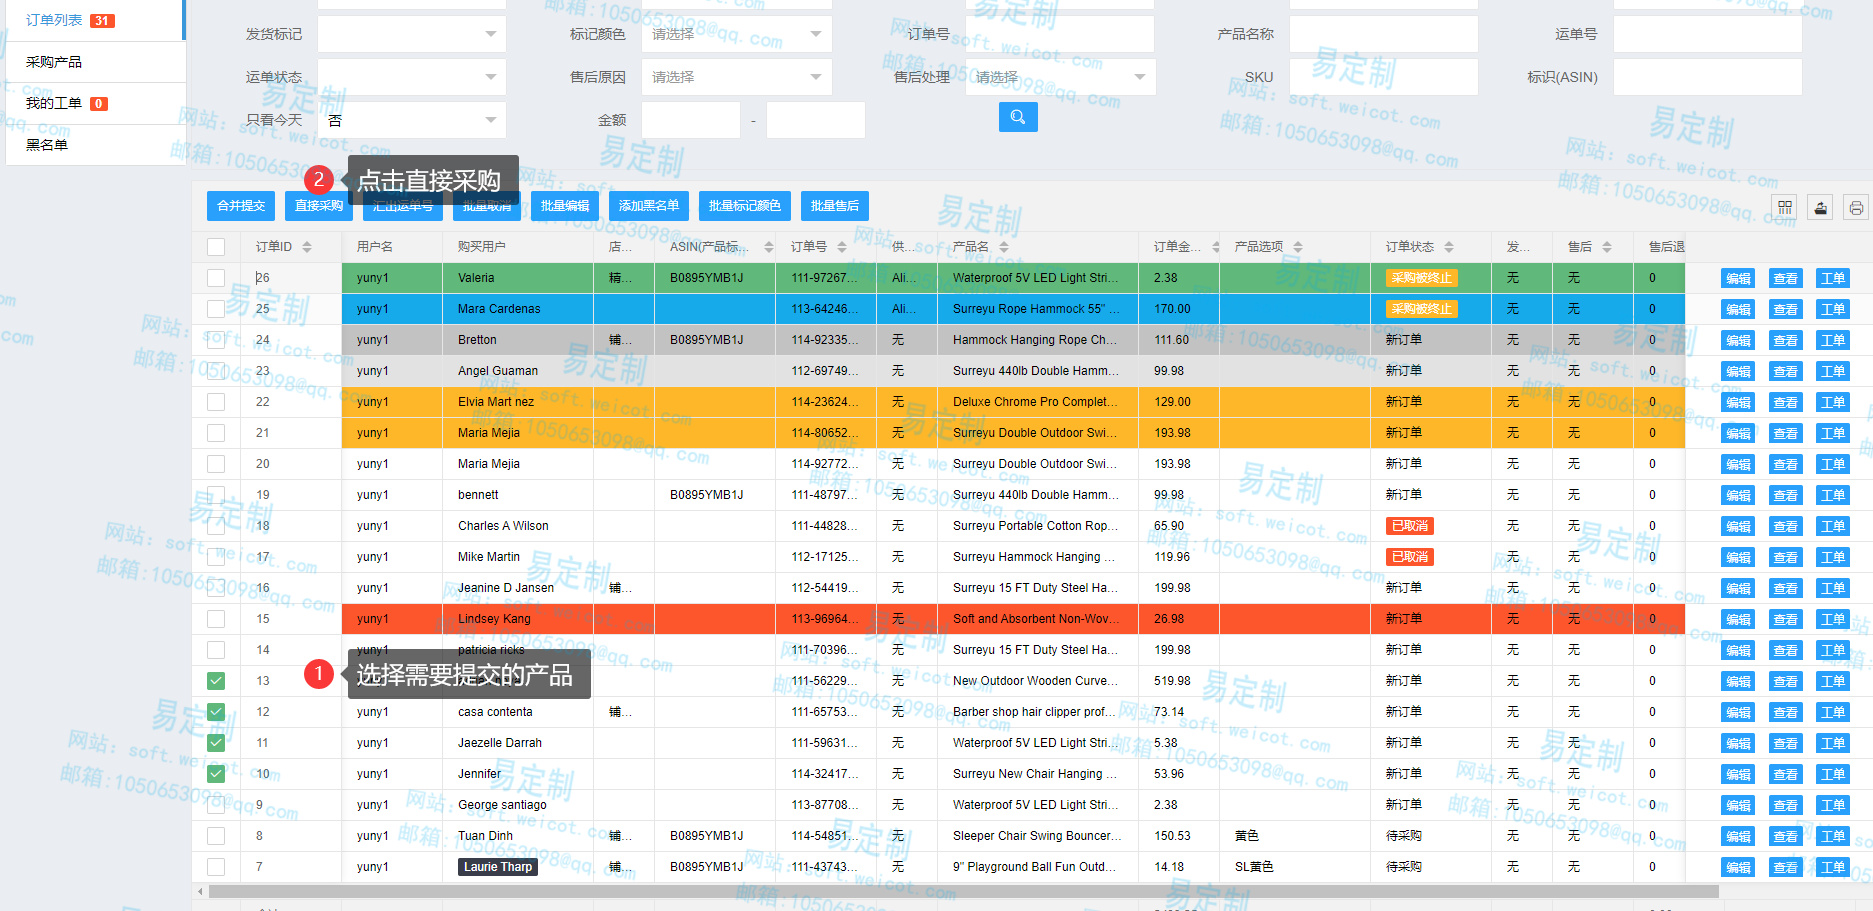 订单列表 31
采购产品
我的工单 0
黑名单
发货标记 标记颜色 请选择 订单号 产品名称 运单号
运单状态 售后原因 请选择 售后处理 请选择 SKU 标识(ASIN)
只看今天 否 金额 -
2 点击直接采购
合并提交 直接采购 汇出运单号 批量取消 批量编辑 添加黑名单 批量标记颜色 批量售后
订单ID 用户名 购买用户 店... ASIN(产品标... 订单号 供... 产品名 订单金... 产品选项 订单状态 发... 售后 售后退
26 yuny1 Valeria 精... B0895YMB1J 111-97267... Ali... Waterproof 5V LED Light Stri... 2.38 采购被终止 无 无 0 编辑 查看 工单
25 yuny1 Mara Cardenas 113-64246... Ali... Surreyu Rope Hammock 55" ... 170.00 采购被终止 无 无 0 编辑 查看 工单
24 yuny1 Bretton 铺... B0895YMB1J 114-92335... 无 Hammock Hanging Rope Ch... 111.60 新订单 无 无 0 编辑 查看 工单
23 yuny1 Angel Guaman 112-69749... 无 Surreyu 440lb Double Hamm... 99.98 新订单 无 无 0 编辑 查看 工单
22 yuny1 Elvia Mart nez 114-23624... 无 Deluxe Chrome Pro Complet... 129.00 新订单 无 无 0 编辑 查看 工单
21 yuny1 Maria Mejia 114-80652... 无 Surreyu Double Outdoor Swi... 193.98 新订单 无 无 0 编辑 查看 工单
20 yuny1 Maria Mejia 114-92772... 无 Surreyu Double Outdoor Swi... 193.98 新订单 无 无 0 编辑 查看 工单
19 yuny1 bennett B0895YMB1J 111-48797... 无 Surreyu 440lb Double Hamm... 99.98 新订单 无 无 0 编辑 查看 工单
18 yuny1 Charles A Wilson 111-44828... 无 Surreyu Portable Cotton Rop... 65.90 已取消 无 无 0 编辑 查看 工单
17 yuny1 Mike Martin 112-17125... 无 Surreyu Hammock Hanging ... 119.96 已取消 无 无 0 编辑 查看 工单
16 yuny1 Jeanine D Jansen 铺... 112-54419... 无 Surreyu 15 FT Duty Steel Ha... 199.98 新订单 无 无 0 编辑 查看 工单
15 yuny1 Lindsey Kang 113-96964... 无 Soft and Absorbent Non-Wov... 26.98 新订单 无 无 0 编辑 查看 工单
14 yuny1 patricia ricks 111-70396... 无 Surreyu 15 FT Duty Steel Ha... 199.98 新订单 无 无 0 编辑 查看 工单
1 选择需要提交的产品
13 yuny1 111-56229... 无 New Outdoor Wooden Curve... 519.98 新订单 无 无 0 编辑 查看 工单
12 yuny1 casa contenta 铺... 111-65753... 无 Barber shop hair clipper prof... 73.14 新订单 无 无 0 编辑 查看 工单
11 yuny1 Jaezelle Darrah 111-59631... 无 Waterproof 5V LED Light Stri... 5.38 新订单 无 无 0 编辑 查看 工单
10 yuny1 Jennifer 114-32417... 无 Surreyu New Chair Hanging ... 53.96 新订单 无 无 0 编辑 查看 工单
9 yuny1 George santiago 113-87708... 无 Waterproof 5V LED Light Stri... 2.38 新订单 无 无 0 编辑 查看 工单
8 yuny1 Tuan Dinh 铺... B0895YMB1J 114-54851... 无 Sleeper Chair Swing Bouncer... 150.53 黄色 待采购 无 无 0 编辑 查看 工单
7 yuny1 Laurie Tharp 铺... B0895YMB1J 111-43743... 无 9" Playground Ball Fun Outd... 14.18 SL黄色 待采购 无 无 0 编辑 查看 工单
易定制
网站: soft.weicot.com
邮箱:1050653098@qq.com